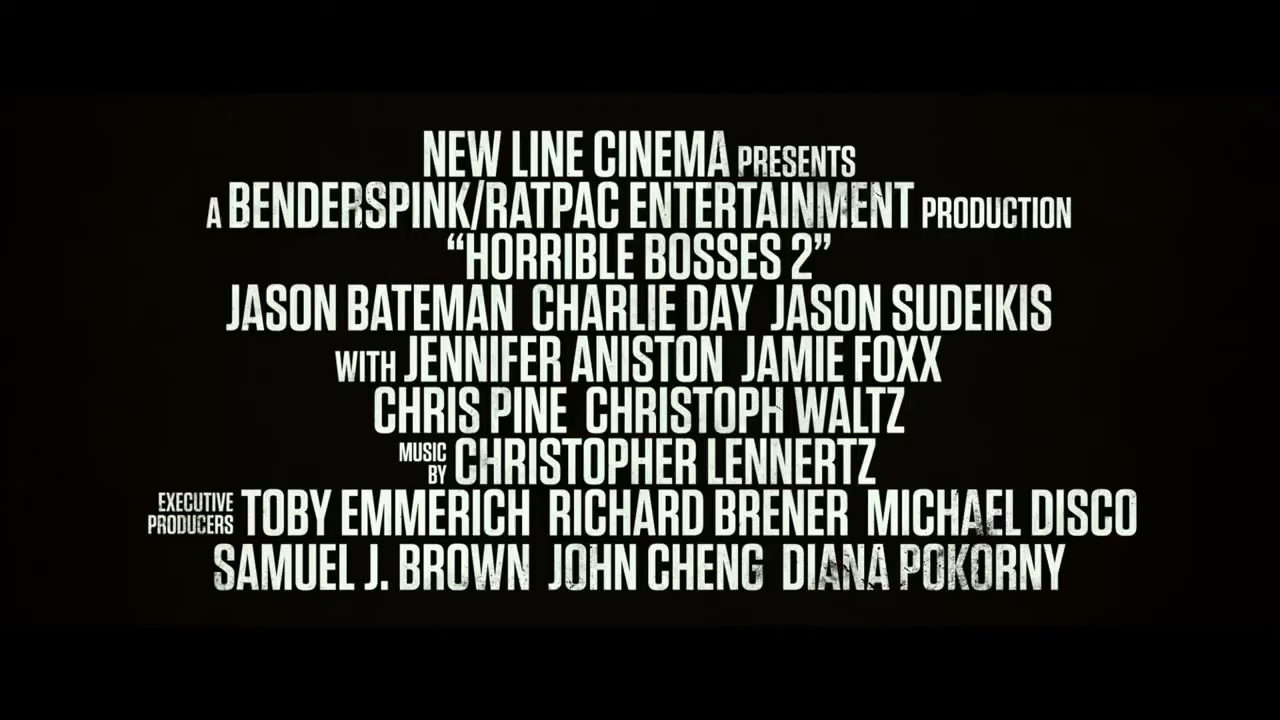 NEW LINE CINEMA PRESENTS
A BENDERSPINK/RATPAC ENTERTAINMENT PRODUCTION
“HORRIBLE BOSSES 2”
JASON BATEMAN CHARLIE DAY JASON SUDEIKIS
WITH JENNIFER ANISTON JAMIE FOXX
CHRIS PINE CHRISTOPH WALTZ
MUSIC BY CHRISTOPHER LENNERTZ
EXECUTIVE PRODUCERS TOBY EMMERICH RICHARD BRENER MICHAEL DISCO
SAMUEL J. BROWN JOHN CHENG DIANA POKORNY